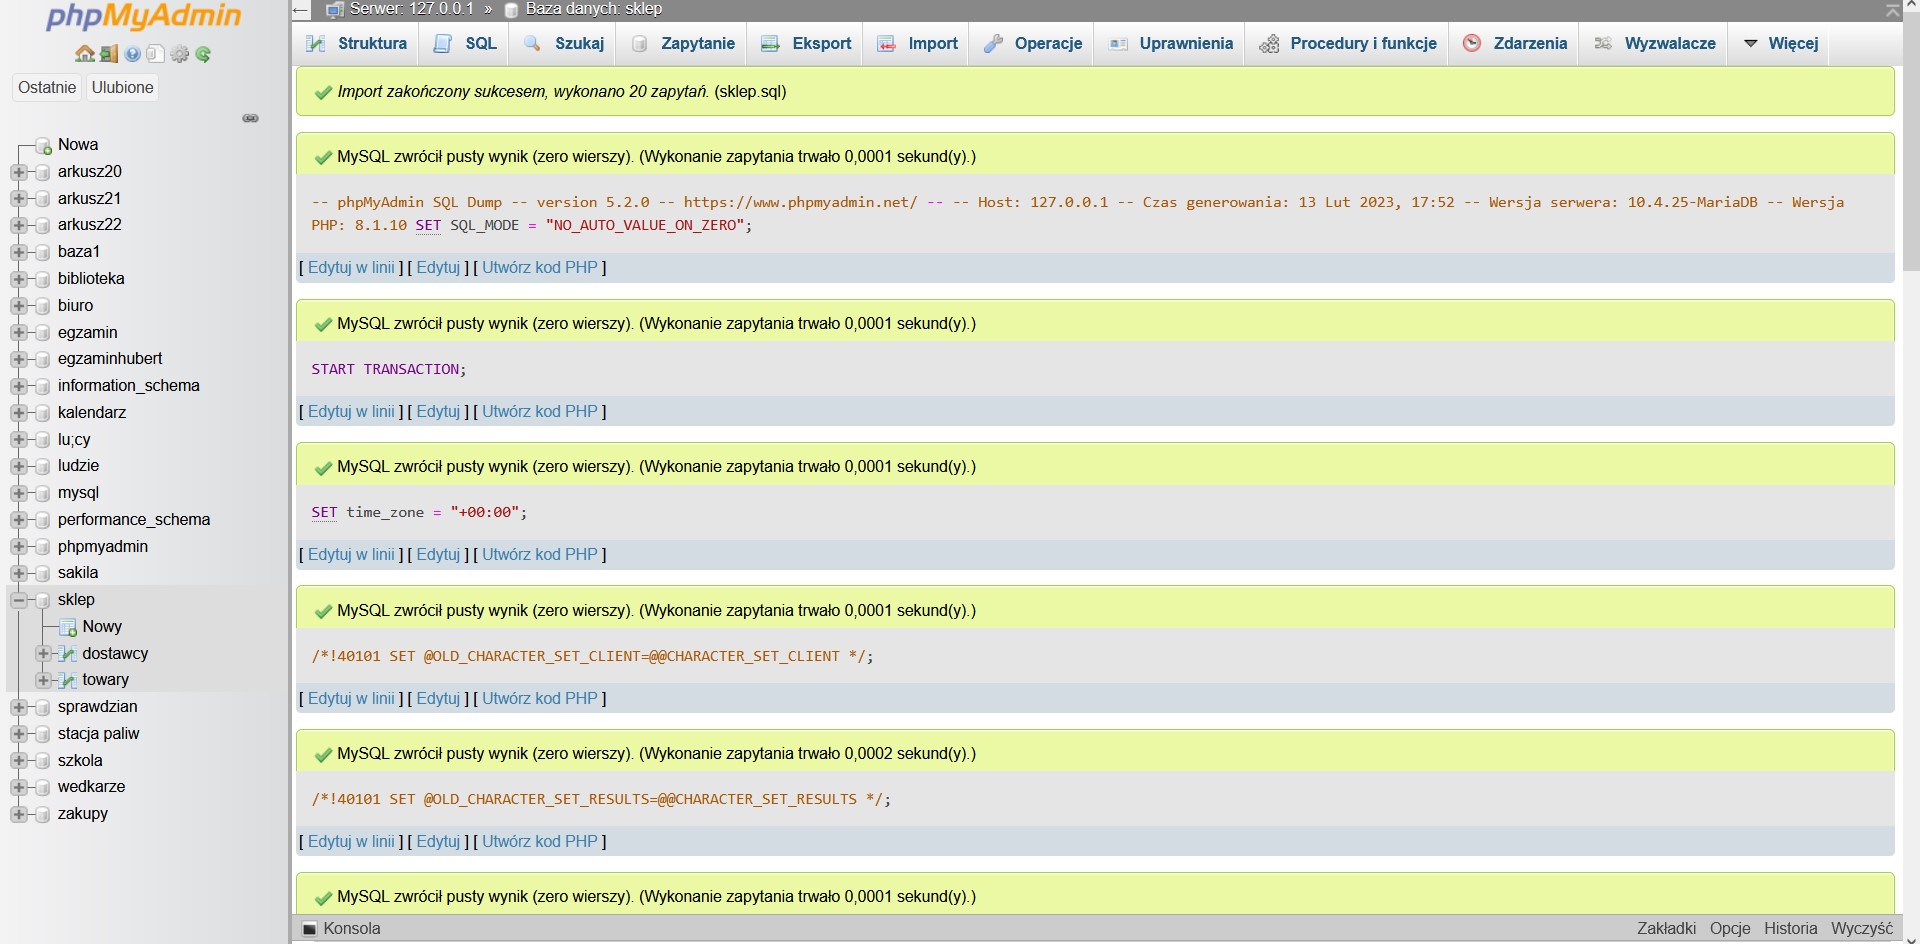 phpMyAdmin
Ostatnie Ulubione
Nowa
arkusz20
arkusz21
arkusz22
baza1
biblioteka
biuro
egzamin
egzaminhubert
information_schema
kalendarz
lu;cy
ludzie
mysql
performance_schema
phpmyadmin
sakila
sklep
Nowy
dostawcy
towary
sprawdzian
stacja paliw
szkola
wedkarze
zakupy
Serwer: 127.0.0.1 » Baza danych: sklep
Struktura SQL Szukaj Zapytanie Eksport Import Operacje Uprawnienia Procedury i funkcje Zdarzenia Wyzwalacze Więcej
Import zakończony sukcesem, wykonano 20 zapytań. (sklep.sql)
MySQL zwrócił pusty wynik (zero wierszy). (Wykonanie zapytania trwało 0,0001 sekund(y).)
-- phpMyAdmin SQL Dump -- version 5.2.0 -- https://www.phpmyadmin.net/ -- -- Host: 127.0.0.1 -- Czas generowania: 13 Lut 2023, 17:52 -- Wersja serwera: 10.4.25-MariaDB -- Wersja
PHP: 8.1.10 SET SQL_MODE = "NO_AUTO_VALUE_ON_ZERO";
[ Edytuj w linii ] [ Edytuj ] [ Utwórz kod PHP ]
MySQL zwrócił pusty wynik (zero wierszy). (Wykonanie zapytania trwało 0,0001 sekund(y).)
START TRANSACTION;
[ Edytuj w linii ] [ Edytuj ] [ Utwórz kod PHP ]
MySQL zwrócił pusty wynik (zero wierszy). (Wykonanie zapytania trwało 0,0001 sekund(y).)
SET time_zone = "+00:00";
[ Edytuj w linii ] [ Edytuj ] [ Utwórz kod PHP ]
MySQL zwrócił pusty wynik (zero wierszy). (Wykonanie zapytania trwało 0,0001 sekund(y).)
/*!40101 SET @OLD_CHARACTER_SET_CLIENT=@@CHARACTER_SET_CLIENT */;
[ Edytuj w linii ] [ Edytuj ] [ Utwórz kod PHP ]
MySQL zwrócił pusty wynik (zero wierszy). (Wykonanie zapytania trwało 0,0002 sekund(y).)
/*!40101 SET @OLD_CHARACTER_SET_RESULTS=@@CHARACTER_SET_RESULTS */;
[ Edytuj w linii ] [ Edytuj ] [ Utwórz kod PHP ]
MySQL zwrócił pusty wynik (zero wierszy). (Wykonanie zapytania trwało 0,0001 sekund(y).)
Konsola Zakładki Opcje Historia Wyczyść